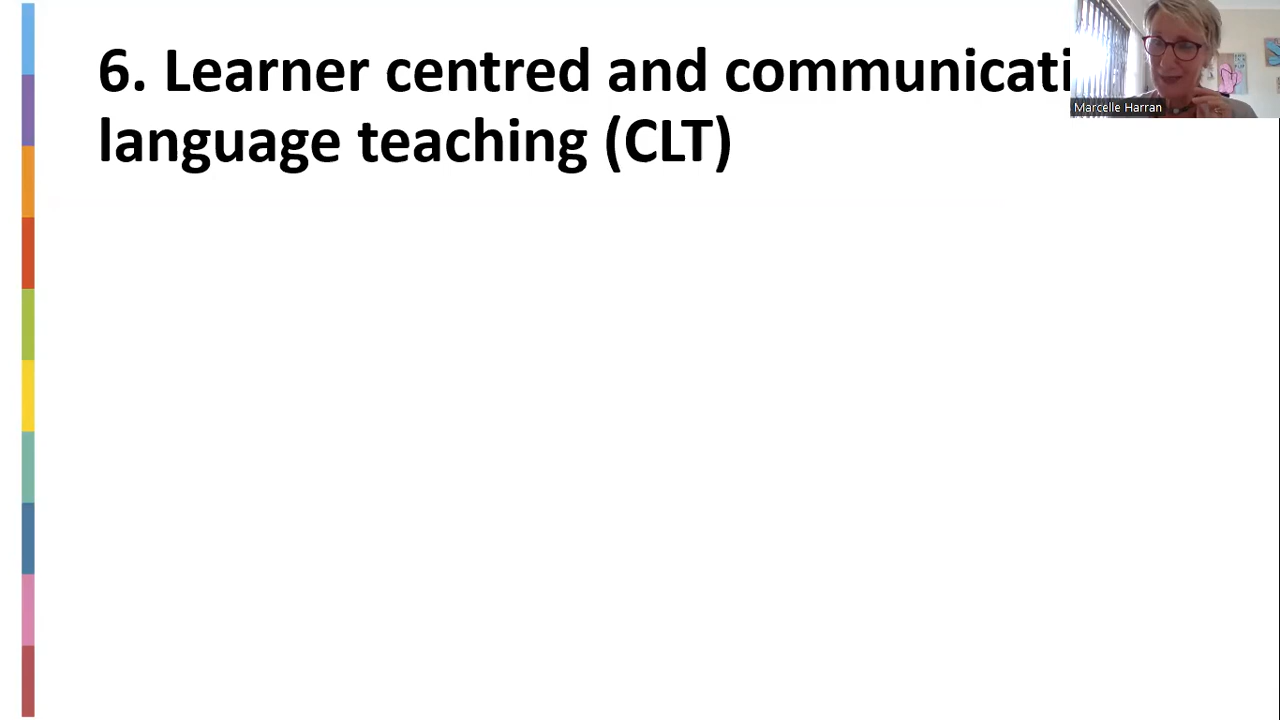 6. Learner centred and communicati
language teaching (CLT)
Marcelle Harran